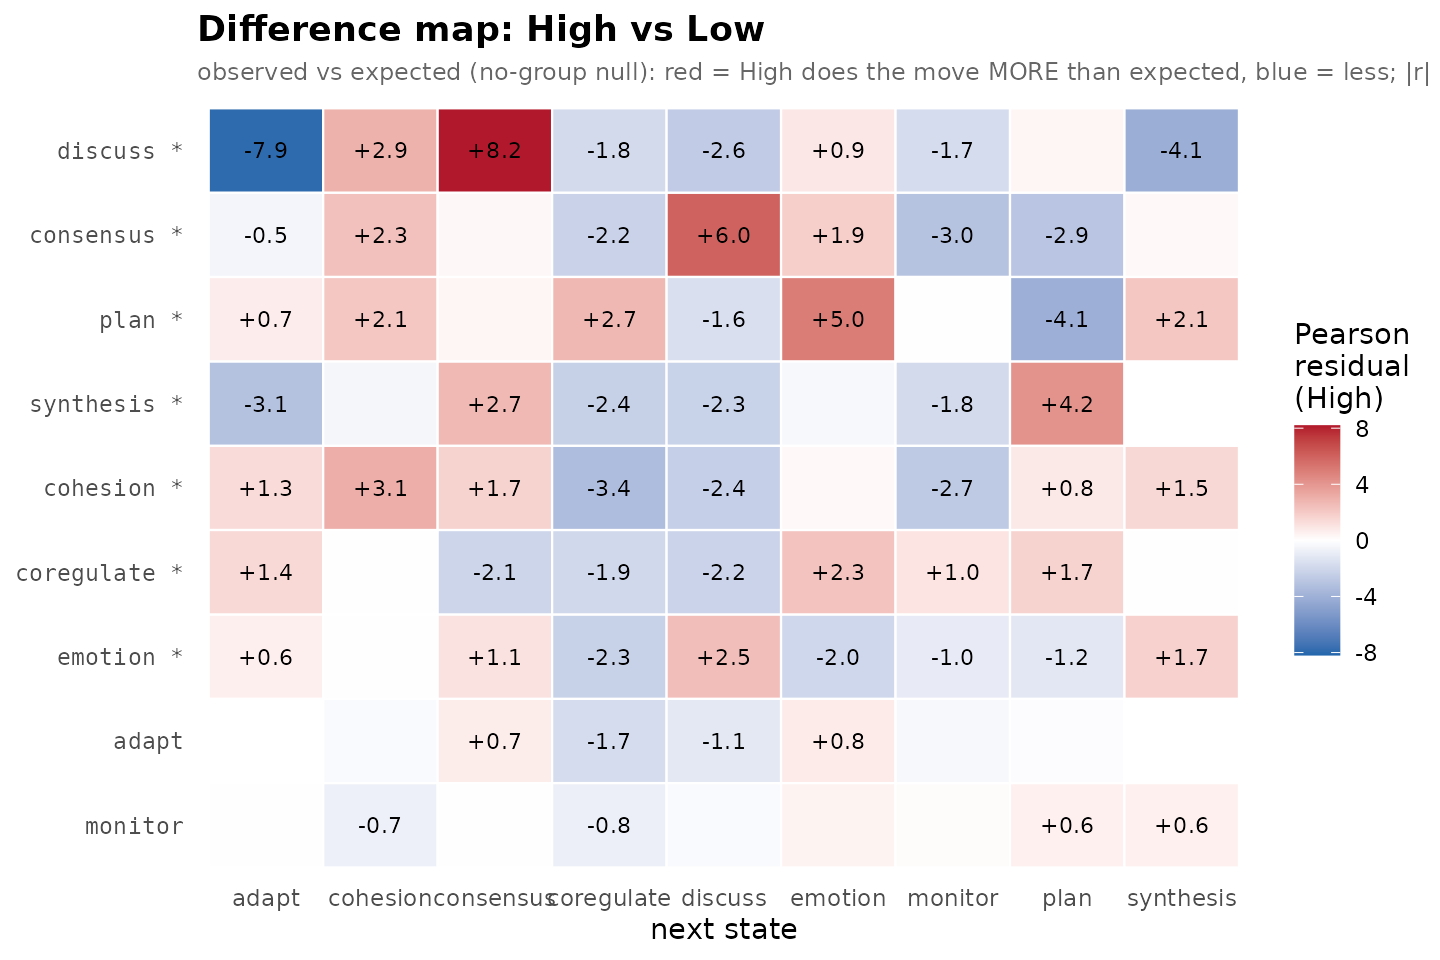 Difference map: High vs Low
observed vs expected (no-group null): red = High does the move MORE than expected, blue = less; |r|
discuss * -7.9 +2.9 +8.2 -1.8 -2.6 +0.9 -1.7 -4.1
consensus * -0.5 +2.3 -2.2 +6.0 +1.9 -3.0 -2.9
plan * +0.7 +2.1 +2.7 -1.6 +5.0 -4.1 +2.1
synthesis * -3.1 +2.7 -2.4 -2.3 -1.8 +4.2
cohesion * +1.3 +3.1 +1.7 -3.4 -2.4 -2.7 +0.8 +1.5
coregulate * +1.4 -2.1 -1.9 -2.2 +2.3 +1.0 +1.7
emotion * +0.6 +1.1 -2.3 +2.5 -2.0 -1.0 -1.2 +1.7
adapt +0.7 -1.7 -1.1 +0.8
monitor -0.7 -0.8 +0.6 +0.6
adapt cohesion consensus coregulate discuss emotion monitor plan synthesis
next state
Pearson
residual
(High)
8
4
0
-4
-8